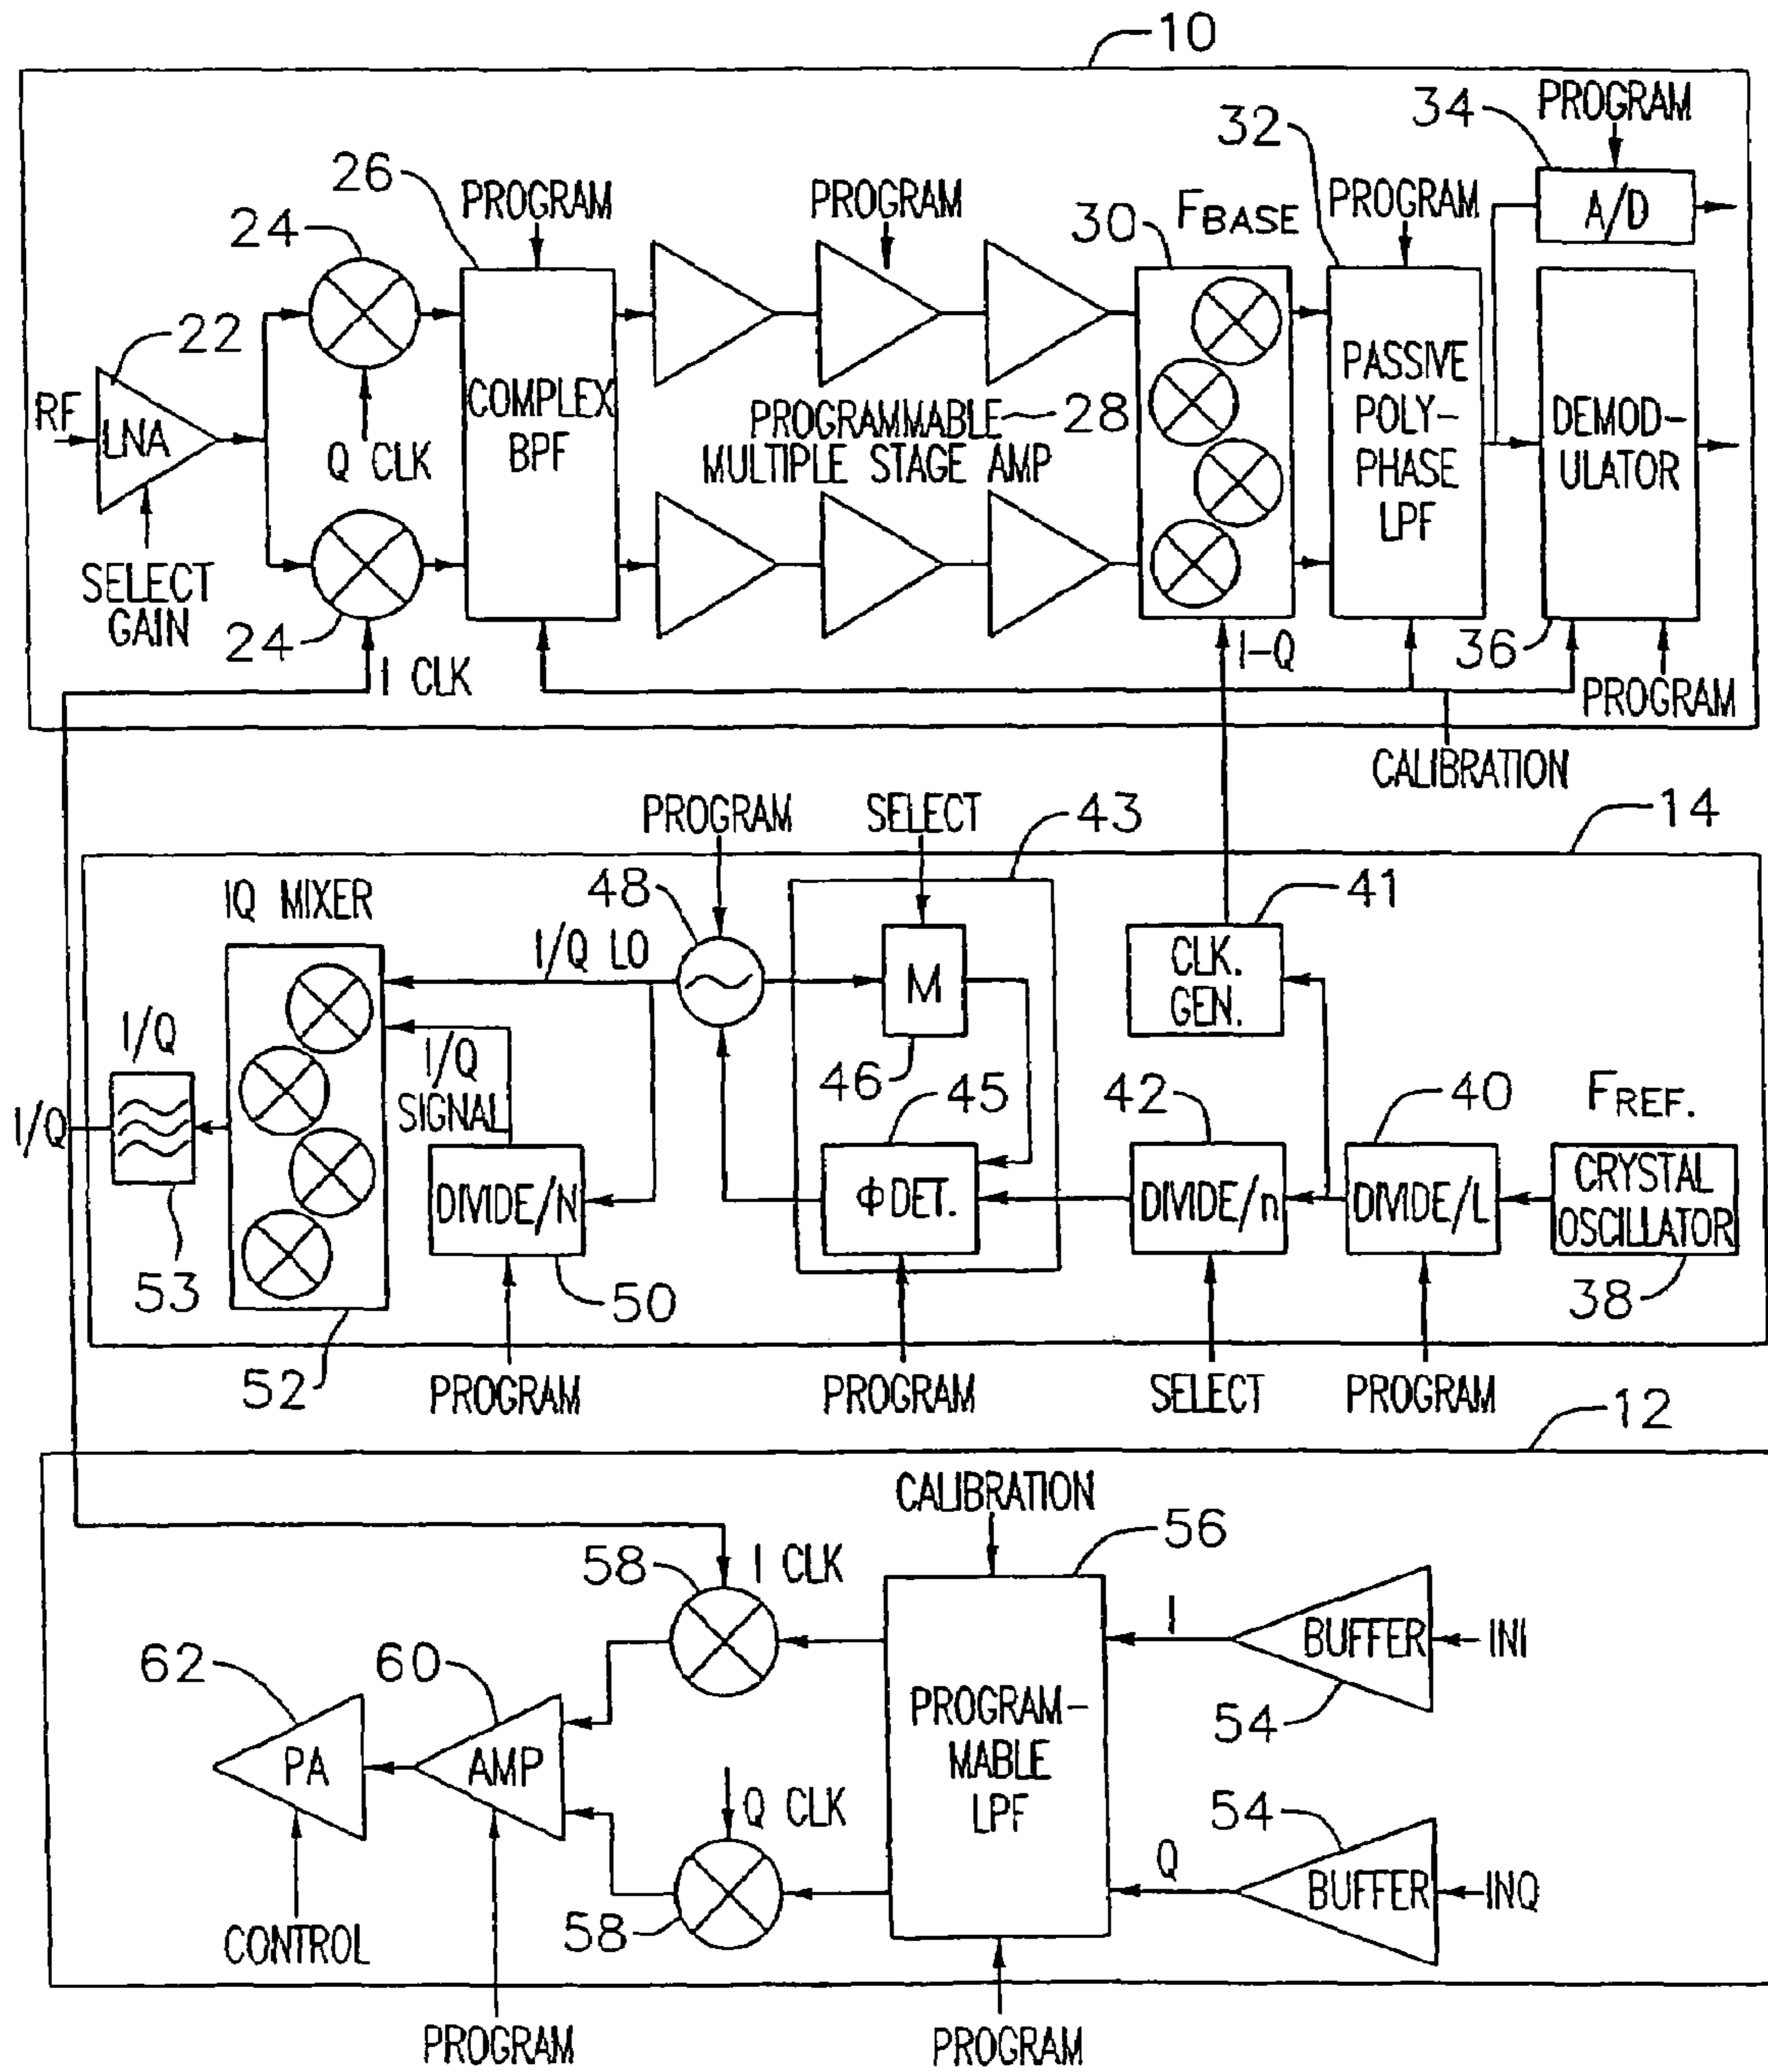 10
34
PROGRAM
32
26
PROGRAM
PROGRAM
30
FBASE
PROGRAM
A/D
24
22
RF
LNA
Q CLK
COMPLEX
BPF
PROGRAMMABLE
MULTIPLE STAGE AMP
28
PASSIVE
POLY-
PHASE
LPF
DEMOD-
ULATOR
SELECT
GAIN
24
I CLK
I-Q
36
PROGRAM
CALIBRATION
PROGRAM
SELECT
43
14
IQ MIXER
48
41
I/Q LO
M
CLK.
GEN.
I/Q
I/Q
SIGNAL
46
45
42
40
FREF.
I/Q
DIVIDE/N
Φ DET.
DIVIDE/n
DIVIDE/L
CRYSTAL
OSCILLATOR
53
50
38
52
PROGRAM
PROGRAM
SELECT
PROGRAM
12
CALIBRATION
56
58
I CLK
I
BUFFER
INI
62
60
54
PROGRAM-
MABLE
LPF
PA
AMP
Q CLK
54
Q
BUFFER
INQ
58
CONTROL
PROGRAM
PROGRAM